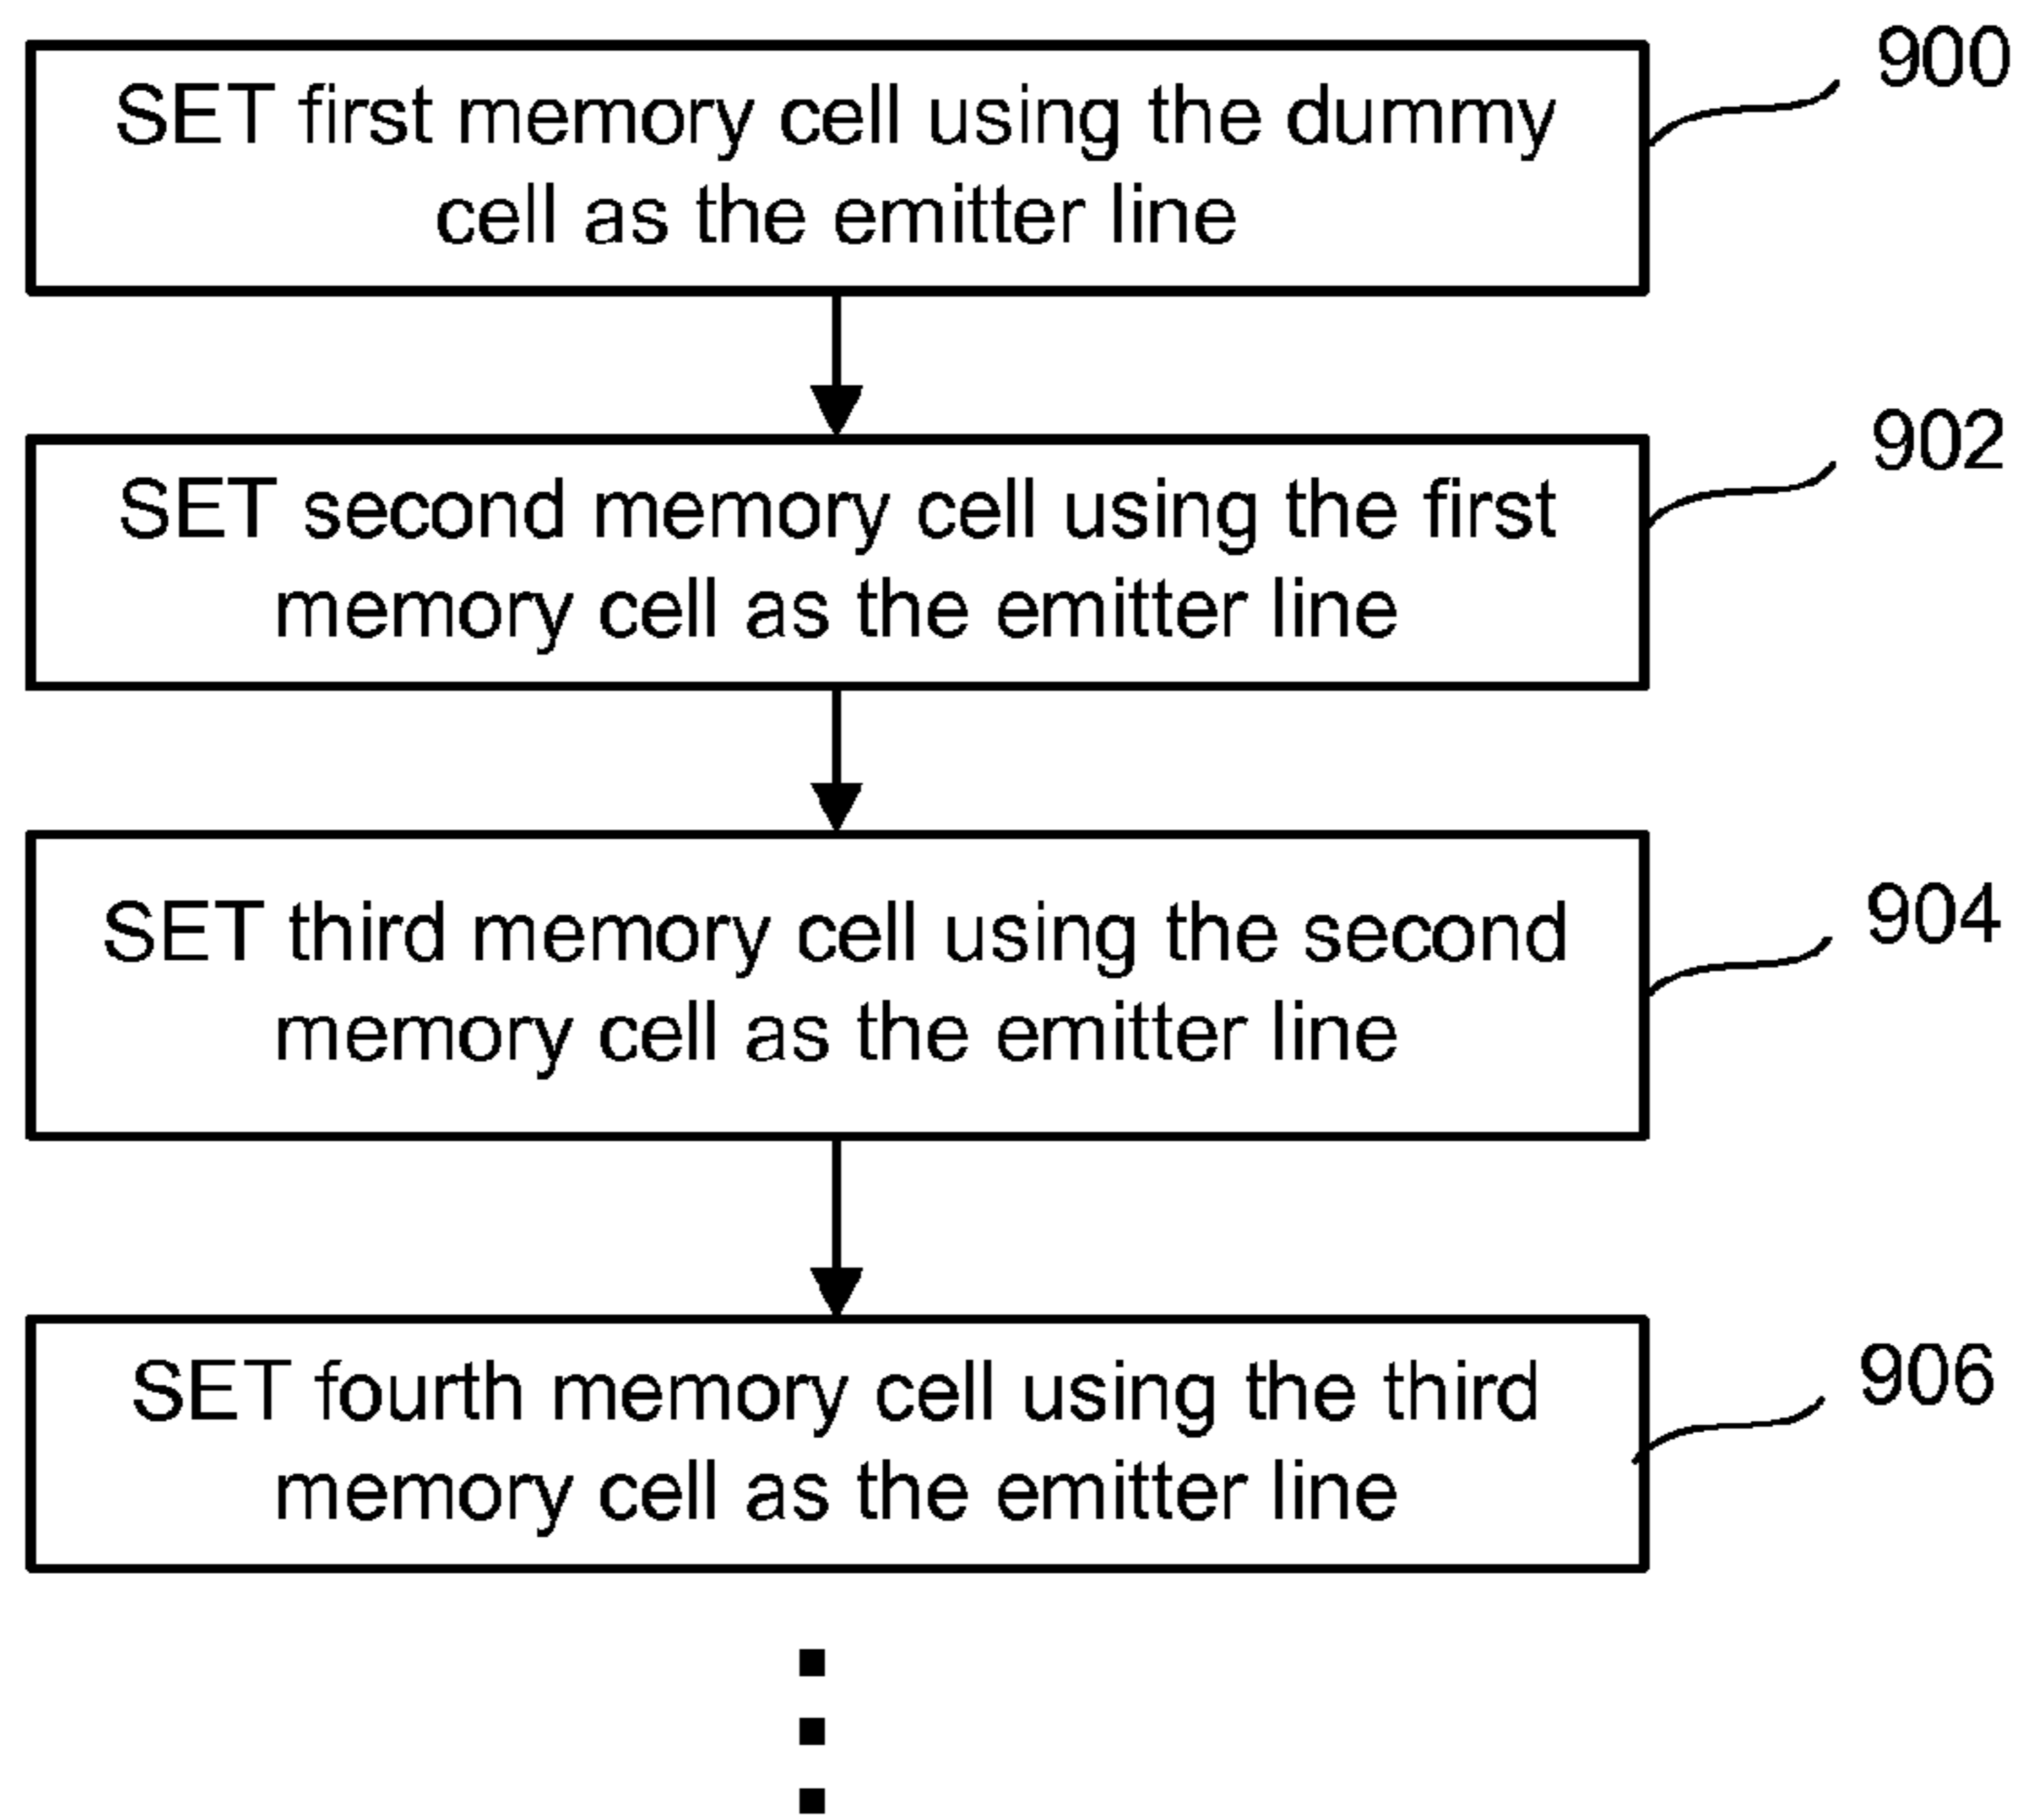 900
SET first memory cell using the dummy
cell as the emitter line
902
SET second memory cell using the first
memory cell as the emitter line
904
SET third memory cell using the second
memory cell as the emitter line
906
SET fourth memory cell using the third
memory cell as the emitter line